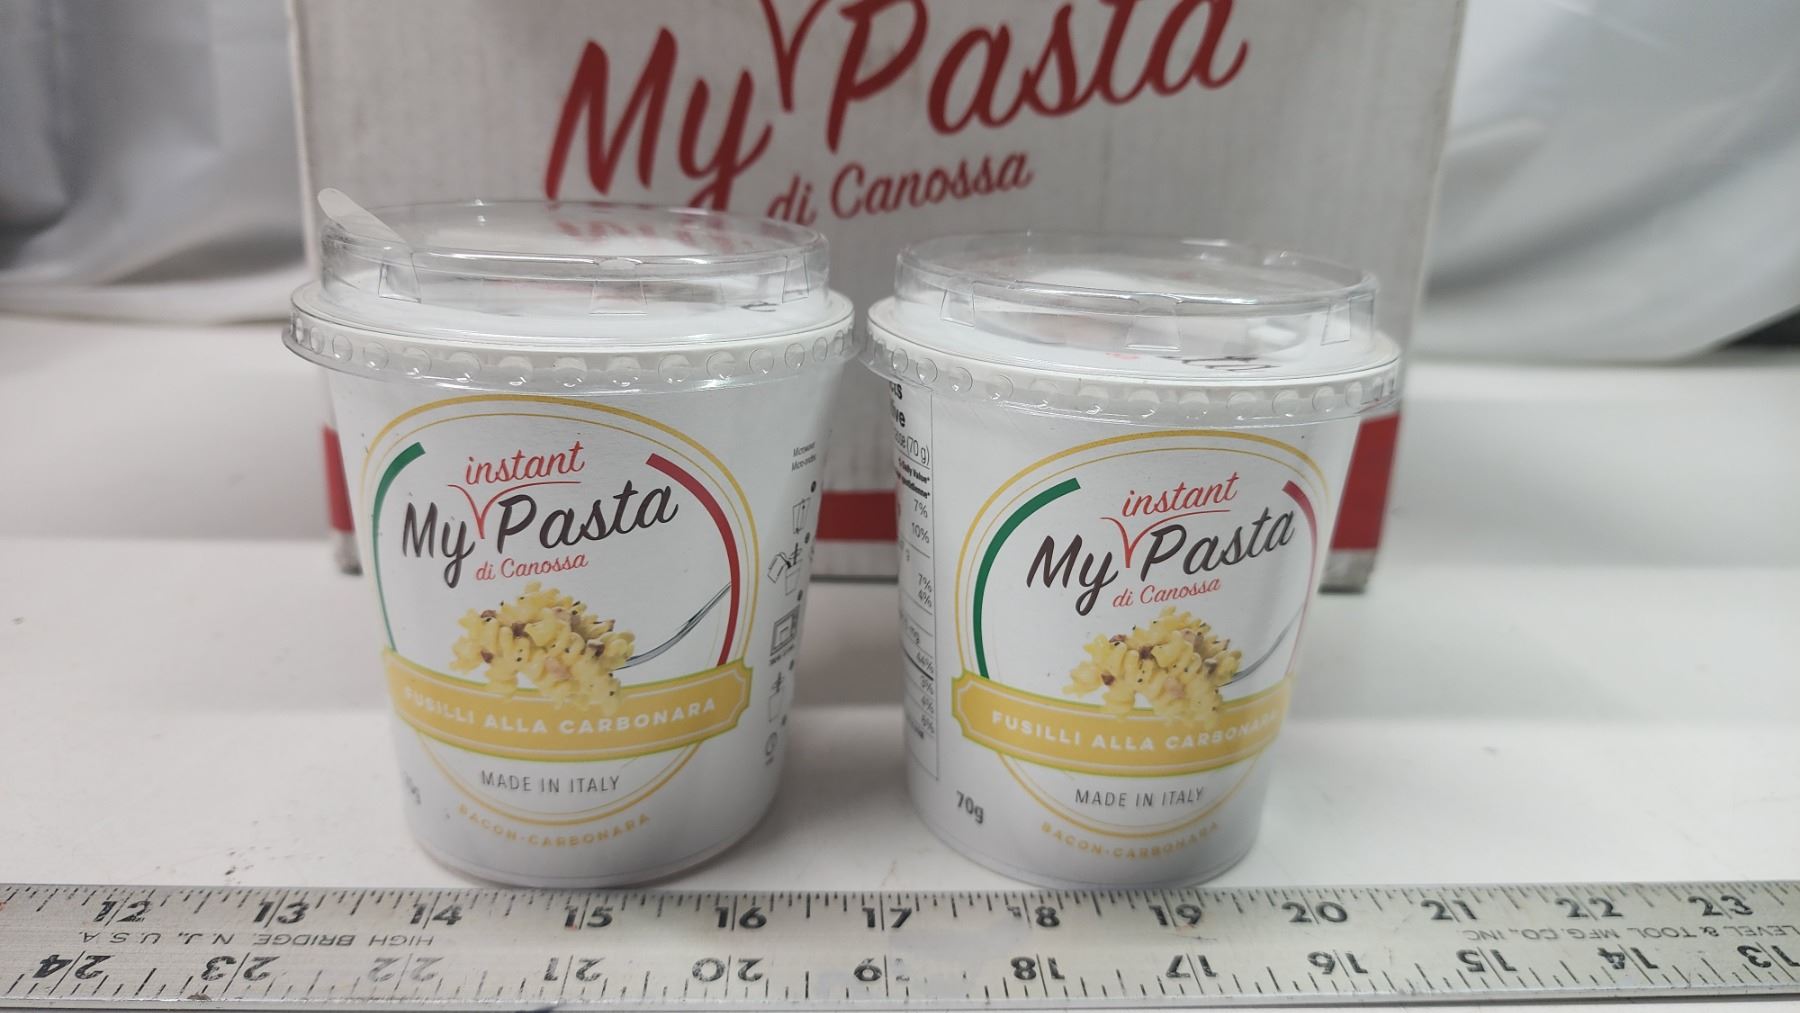 My Pasta
di Canossa
instant
My Pasta
di Canossa
FUSILLI ALLA CARBONARA
MADE IN ITALY
BACON-CARBONARA
(70 g)
7%
10%
7%
4%
instant
My Pasta
di Canossa
FUSILLI ALLA CARBONARA
MADE IN ITALY
70g
BACON-CARBONARA
12 13 14 15 16 17 18 19 20 21 22 23
HIGH BRIDGE N.J., U.S.A.
LEVEL & TOOL MFG.CO., INC
24 23 22 21 20 19 18 17 16 15 14 13